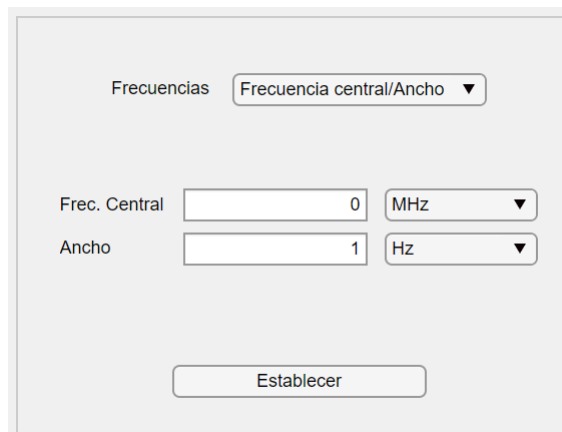 Frecuencias Frecuencia central/Ancho
Frec. Central 0 MHz
Ancho 1 Hz
Establecer